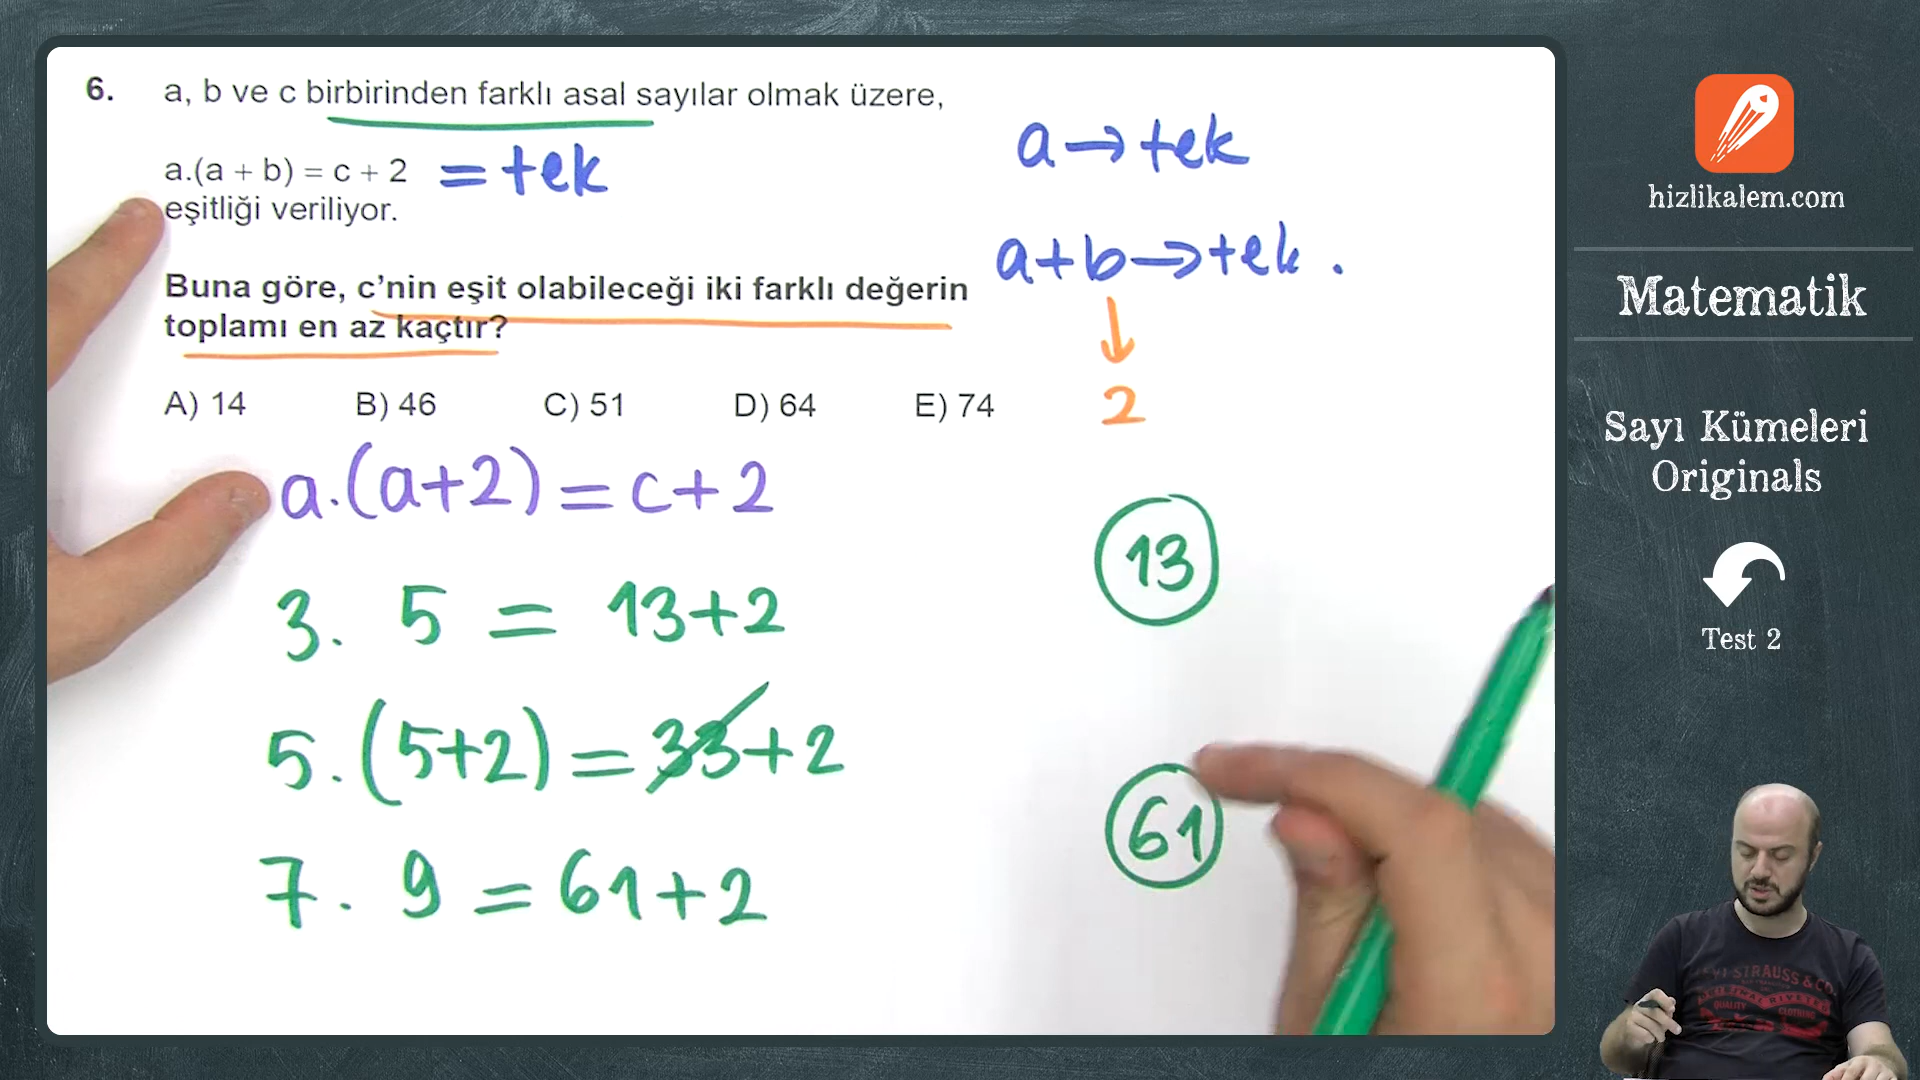 6. a, b ve c birbirinden farklı asal sayılar olmak üzere,
a.(a + b) = c + 2 = tek
eşitliği veriliyor.
Buna göre, c'nin eşit olabileceği iki farklı değerin
toplamı en az kaçtır?
A) 14 B) 46 C) 51 D) 64 E) 74
a → tek
a+b → tek .
↓
2
a.(a+2) = c+2
3. 5 = 13+2
5.(5+2) = 33+2
7. 9 = 61+2
13
61
hizlikalem.com
Matematik
Sayı Kümeleri
Originals
Test 2